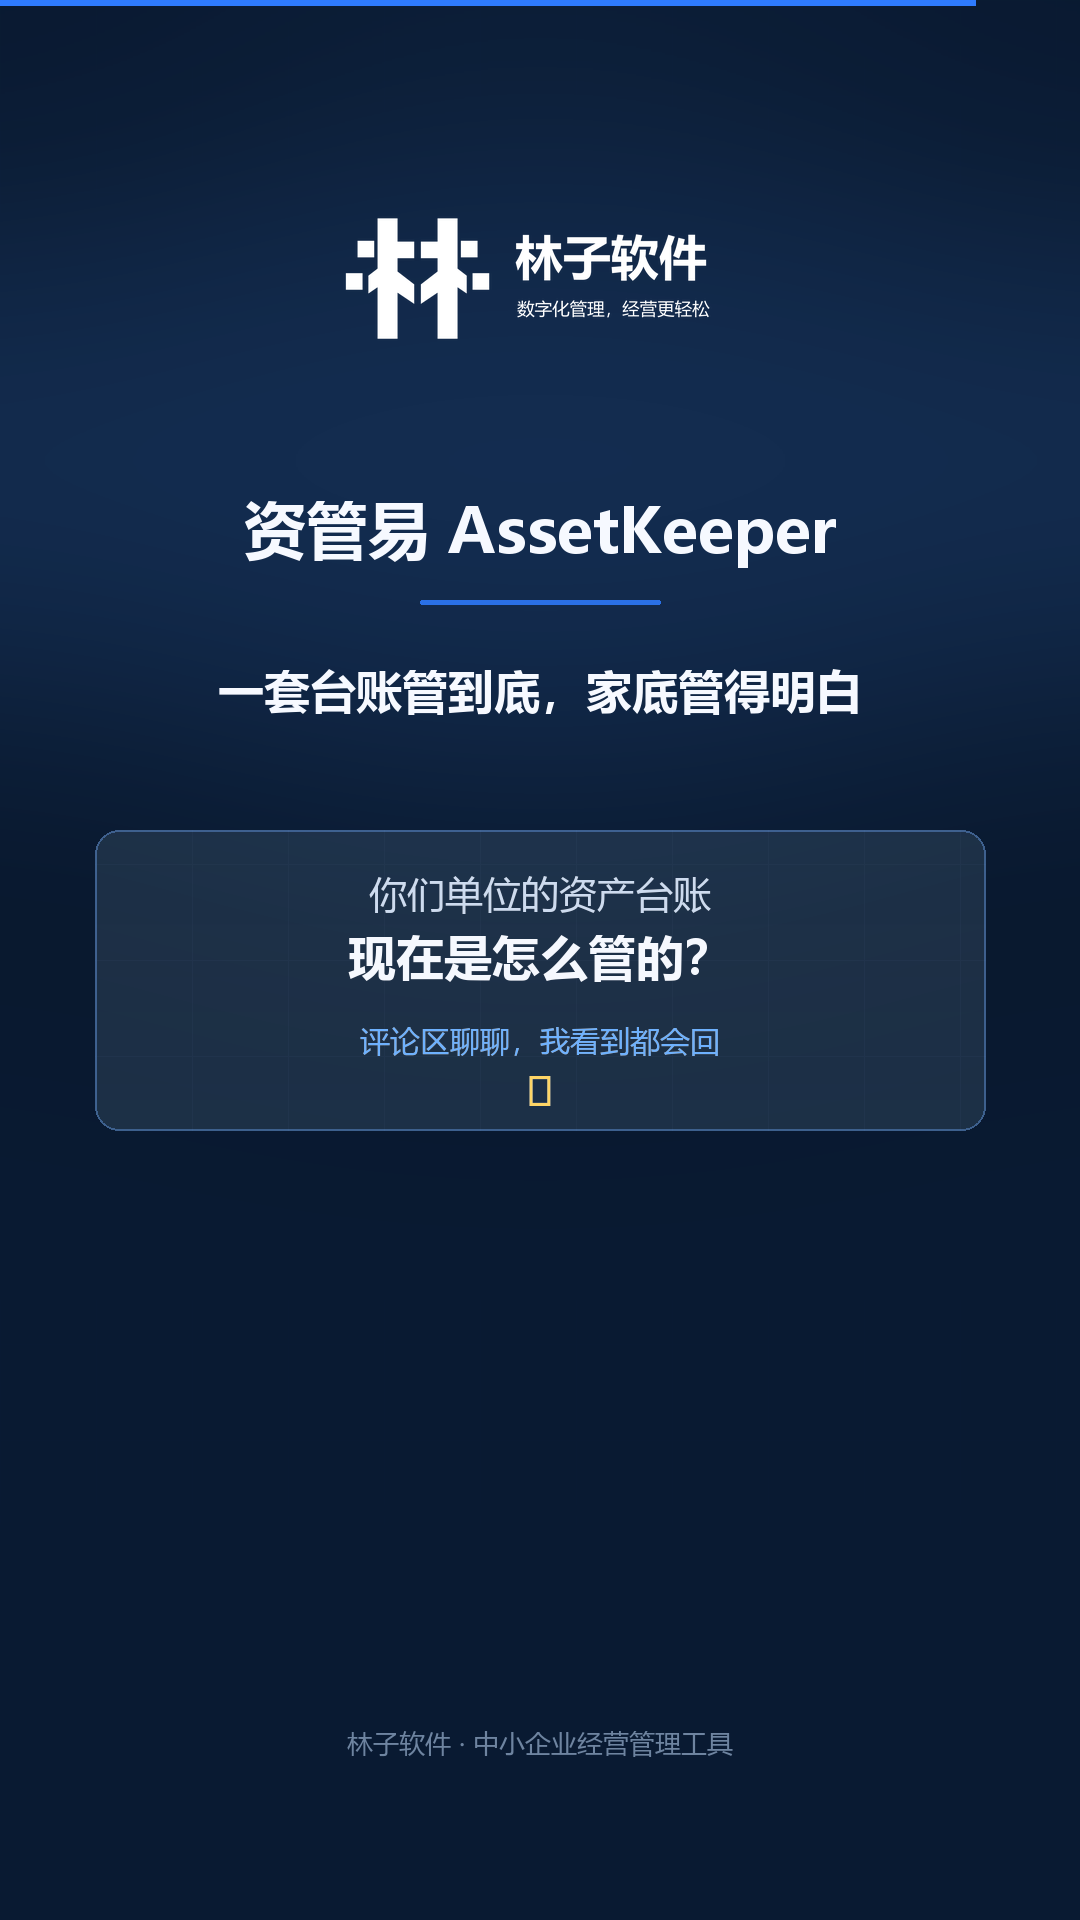 林子软件
数字化管理，经营更轻松
资管易 AssetKeeper
一套台账管到底，家底管得明白
你们单位的资产台账
现在是怎么管的？
评论区聊聊，我看到都会回
林子软件 · 中小企业经营管理工具